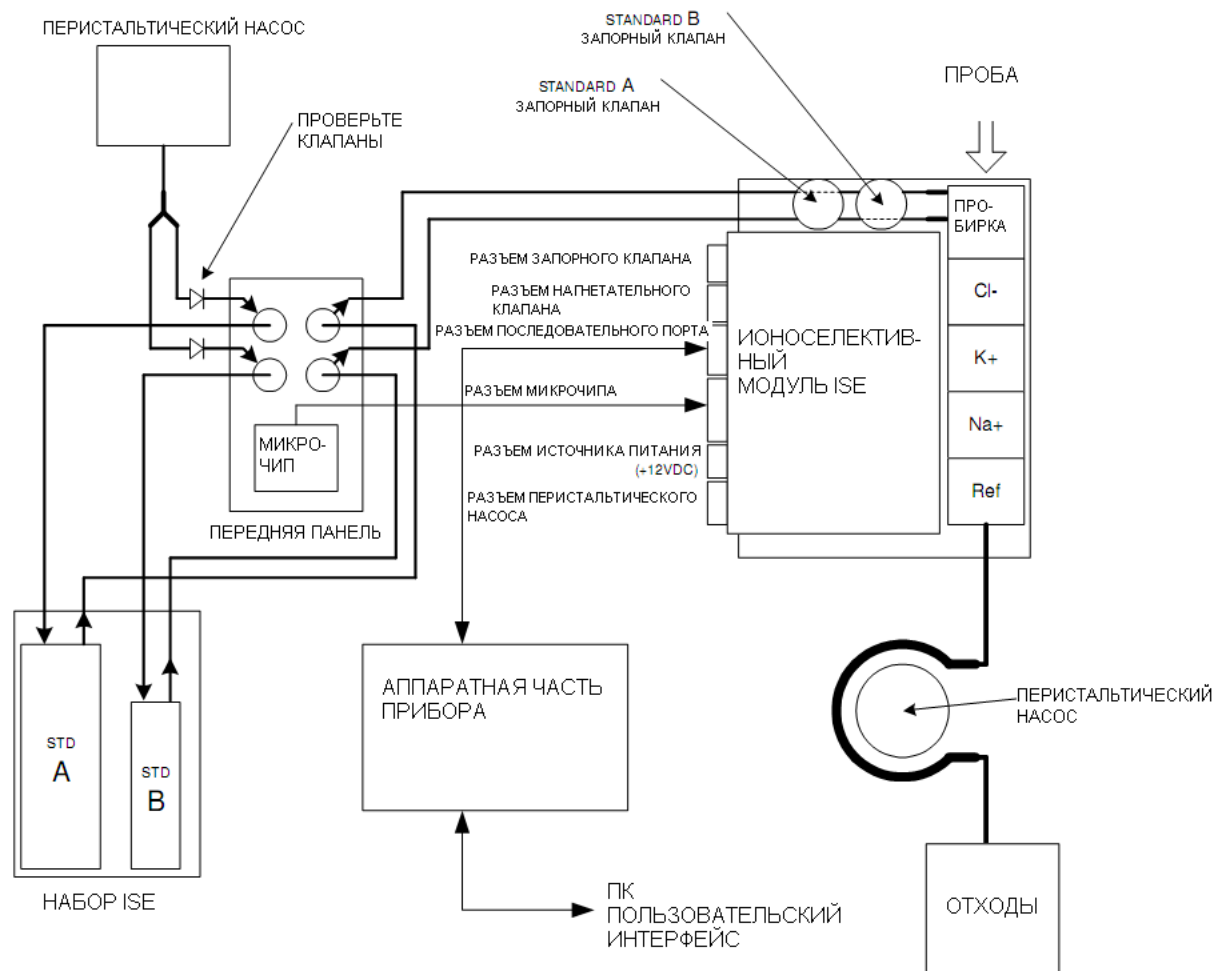 ПЕРИСТАЛЬТИЧЕСКИЙ НАСОС
STANDARD B
ЗАПОРНЫЙ КЛАПАН
STANDARD A
ЗАПОРНЫЙ КЛАПАН
ПРОБА
ПРОВЕРЬТЕ
КЛАПАНЫ
ПРО-
БИРКА
РАЗЪЕМ ЗАПОРНОГО КЛАПАНА
РАЗЪЕМ НАГНЕТАТЕЛЬНОГО
КЛАПАНА
РАЗЪЕМ ПОСЛЕДОВАТЕЛЬНОГО ПОРТА
РАЗЪЕМ МИКРОЧИПА
РАЗЪЕМ ИСТОЧНИКА ПИТАНИЯ
(+12VDC)
РАЗЪЕМ ПЕРИСТАЛЬТИЧЕСКОГО
НАСОСА
ИОНОСЕЛЕКТИВ-
НЫЙ
МОДУЛЬ ISE
Cl-
K+
Na+
Ref
МИКРО-
ЧИП
ПЕРЕДНЯЯ ПАНЕЛЬ
STD
A
STD
B
НАБОР ISE
АППАРАТНАЯ ЧАСТЬ
ПРИБОРА
ПЕРИСТАЛЬТИЧЕСКИЙ
НАСОС
ПК
ПОЛЬЗОВАТЕЛЬСКИЙ
ИНТЕРФЕЙС
ОТХОДЫ